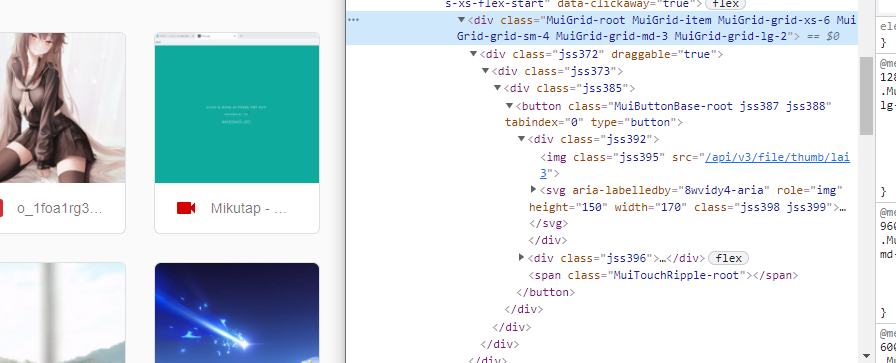 s-xs-flex-start" data-clickaway="true"> flex
<div class="MuiGrid-root MuiGrid-item MuiGrid-grid-xs-6 Mui
Grid-grid-sm-4 MuiGrid-grid-md-3 MuiGrid-grid-lg-2"> == $0
<div class="jss372" draggable="true">
<div class="jss373">
<div class="jss385">
<button class="MuiButtonBase-root jss387 jss388"
tabindex="0" type="button">
<div class="jss392">
<img class="jss395" src="/api/v3/file/thumb/lai
3">
<svg aria-labelledby="8wvidy4-aria" role="img"
height="150" width="170" class="jss398 jss399">…
</svg>
</div>
<div class="jss396">…</div> flex
<span class="MuiTouchRipple-root"></span>
</button>
</div>
</div>
</div>
</div>
o_1foa1rg3...
Mikutap - ...
ele
}
@me
128
.Mu
lg-
}
@me
960
.Mu
md-
}
@me
600